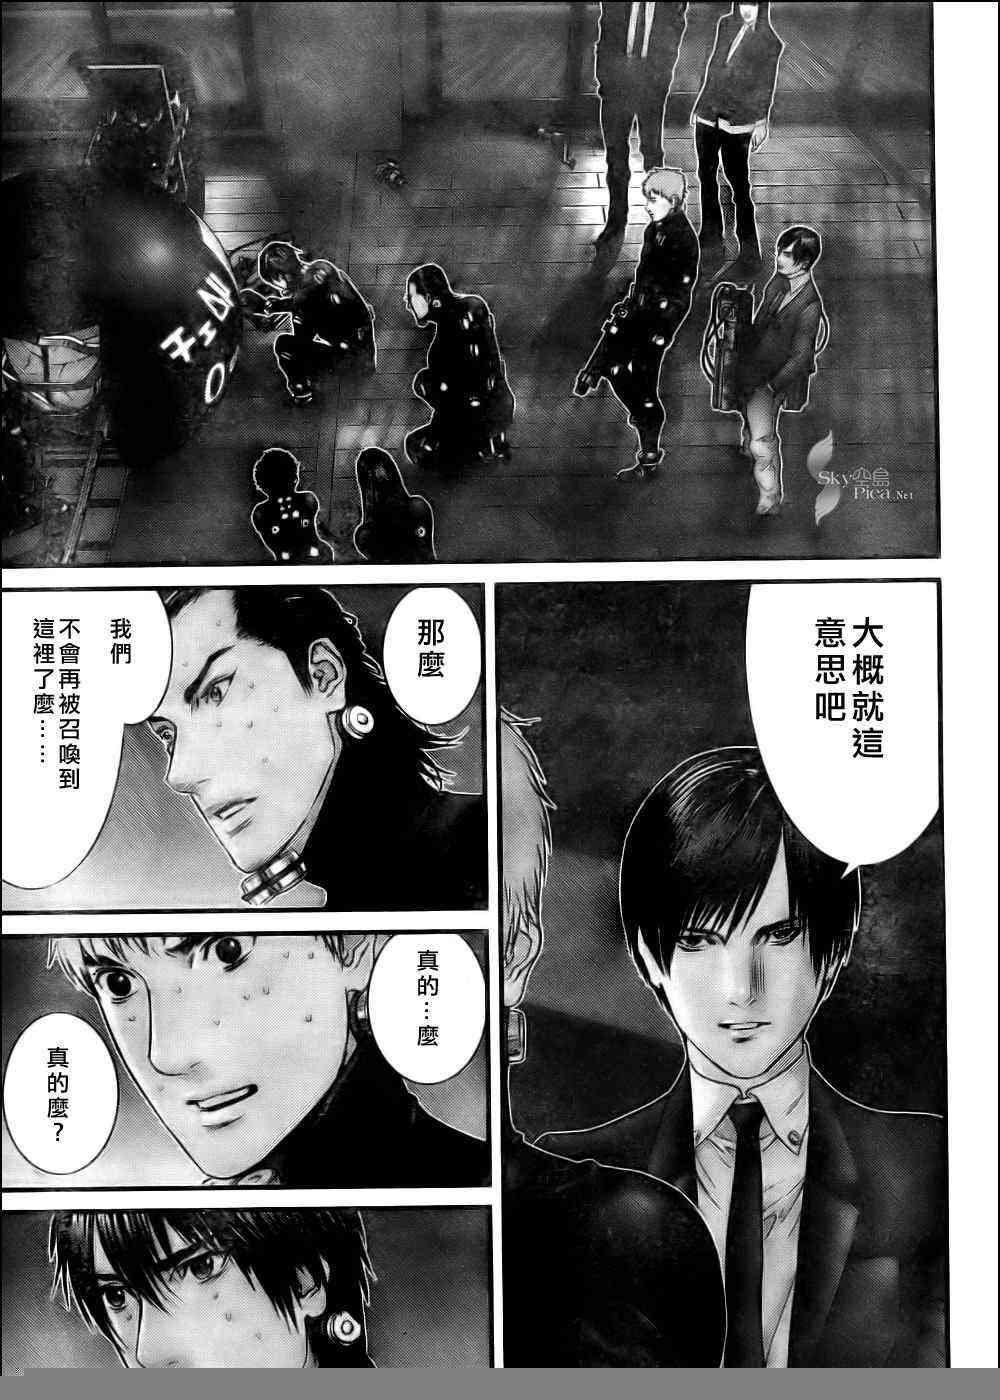 チェ
ム!!
Sky空島
Pica.Net
大概就這
意思吧
那麼
我們
不會再被召喚到
這裡了麼……
真的…麼
真的麼？